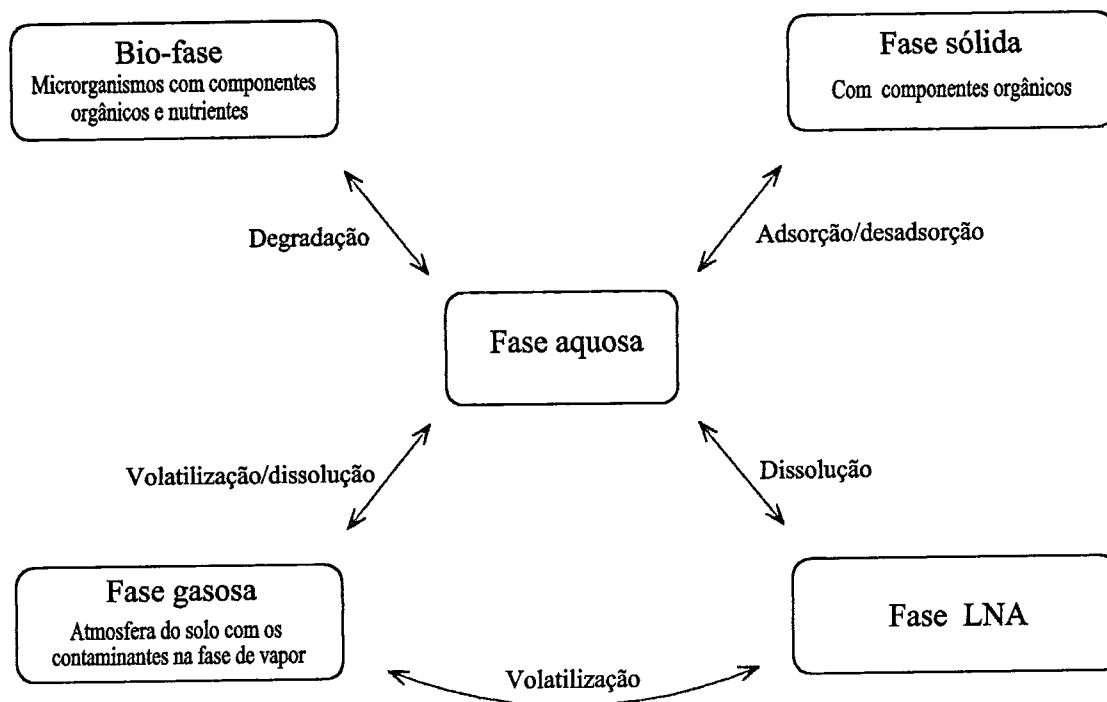 Bio-fase
Microrganismos com componentes
orgânicos e nutrientes
Fase sólida
Com componentes orgânicos
Degradação
Adsorção/desadsorção
Fase aquosa
Volatilização/dissolução
Dissolução
Fase gasosa
Atmosfera do solo com os
contaminantes na fase de vapor
Fase LNA
Volatilização